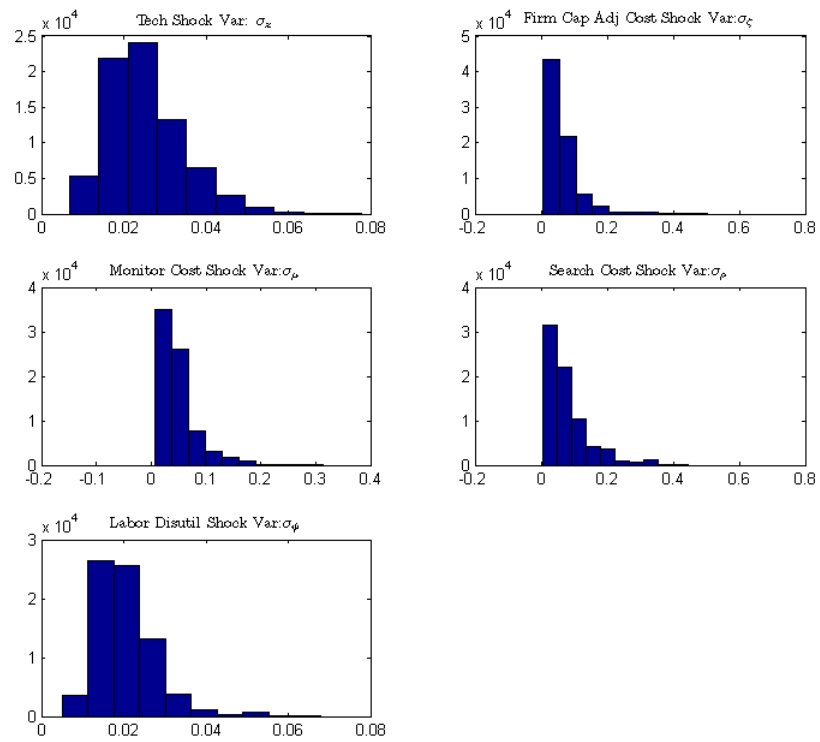 Tech Shock Var: σ_z
x 10^4
2.5
2
1.5
1
0.5
0
0 0.02 0.04 0.06 0.08
Firm Cap Adj Cost Shock Var:σ_ζ
x 10^4
5
4
3
2
1
0
-0.2 0 0.2 0.4 0.6 0.8
Monitor Cost Shock Var:σ_μ
x 10^4
4
3
2
1
0
-0.2 -0.1 0 0.1 0.2 0.3 0.4
Search Cost Shock Var:σ_ρ
x 10^4
4
3
2
1
0
-0.2 0 0.2 0.4 0.6 0.8
Labor Disutil Shock Var:σ_ψ
x 10^4
3
2
1
0
0 0.02 0.04 0.06 0.08